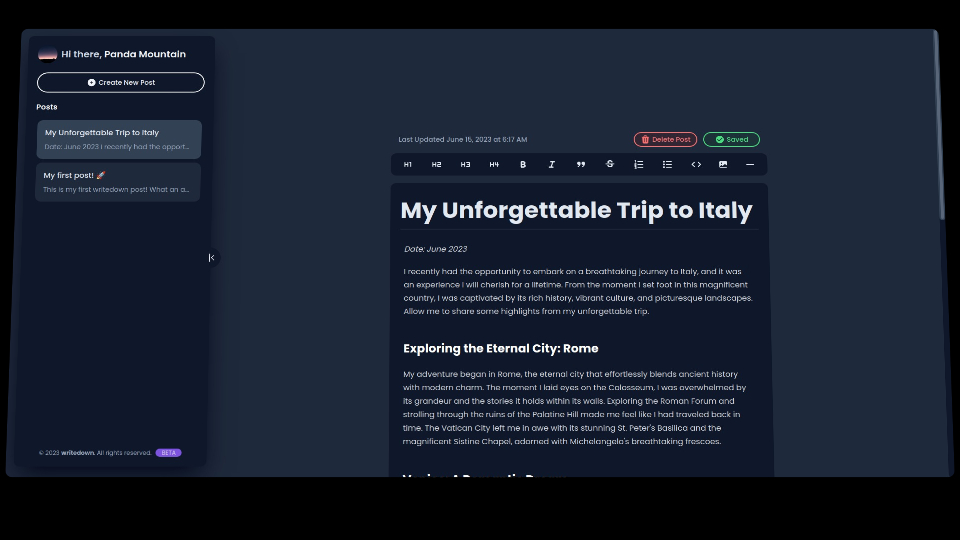 Hi there, Panda Mountain
Create New Post
Posts
My Unforgettable Trip to Italy
Date: June 2023 I recently had the opport...
My first post! 🚀
This is my first writedown post! What an a...
© 2023 writedown. All rights reserved. BETA
Last Updated June 15, 2023 at 6:17 AM
Delete Post
Saved
H1 H2 H3 H4 B I
My Unforgettable Trip to Italy
Date: June 2023
I recently had the opportunity to embark on a breathtaking journey to Italy, and it was
an experience I will cherish for a lifetime. From the moment I set foot in this magnificent
country, I was captivated by its rich history, vibrant culture, and picturesque landscapes.
Allow me to share some highlights from my unforgettable trip.
Exploring the Eternal City: Rome
My adventure began in Rome, the eternal city that effortlessly blends ancient history
with modern charm. The moment I laid eyes on the Colosseum, I was overwhelmed by
its grandeur and the stories it holds within its walls. Exploring the Roman Forum and
strolling through the ruins of the Palatine Hill made me feel like I had traveled back in
time. The Vatican City left me in awe with its stunning St. Peter's Basilica and the
magnificent Sistine Chapel, adorned with Michelangelo's breathtaking frescoes.